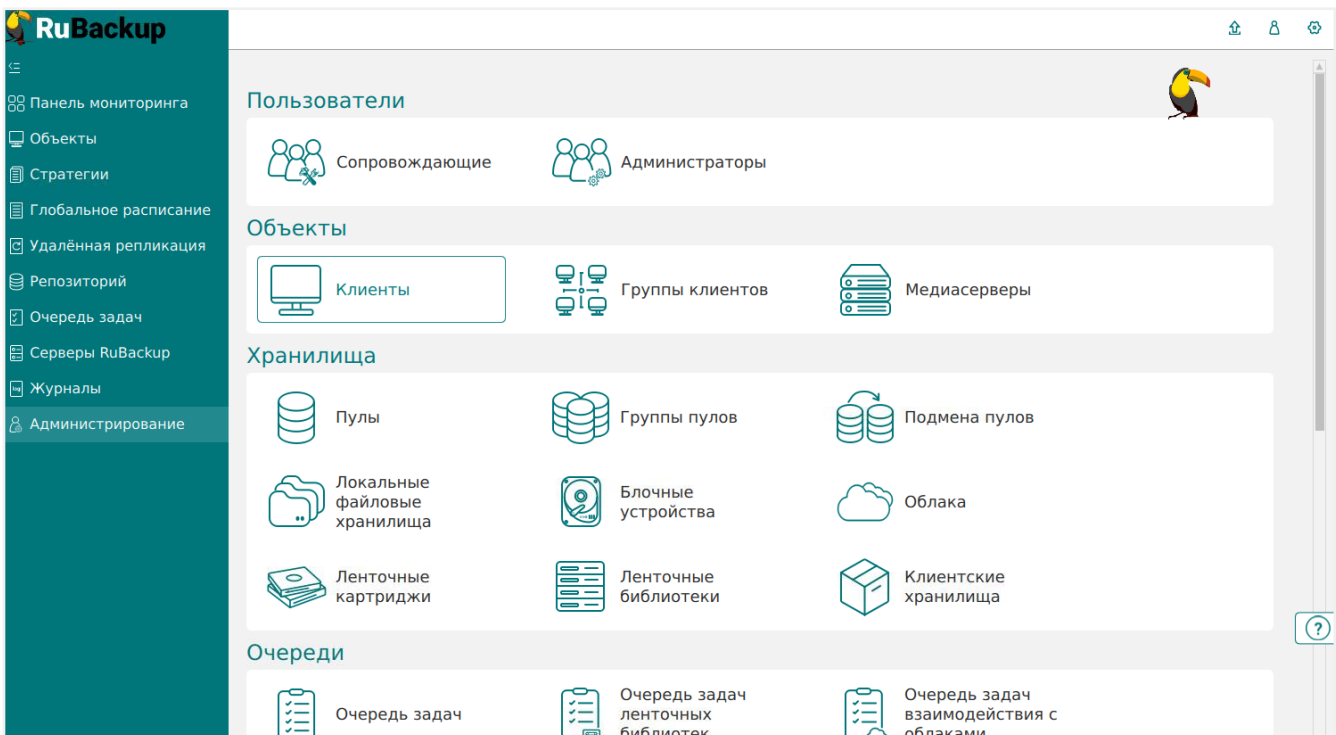 RuBackup
Панель мониторинга
Объекты
Стратегии
Глобальное расписание
Удалённая репликация
Репозиторий
Очередь задач
Серверы RuBackup
Журналы
Администрирование
Пользователи
Сопровождающие
Администраторы
Объекты
Клиенты
Группы клиентов
Медиасерверы
Хранилища
Пулы
Группы пулов
Подмена пулов
Локальные
файловые
хранилища
Блочные
устройства
Облака
Ленточные
картриджи
Ленточные
библиотеки
Клиентские
хранилища
?
Очереди
Очередь задач
Очередь задач
ленточных
библиотек
Очередь задач
взаимодействия с
облаками